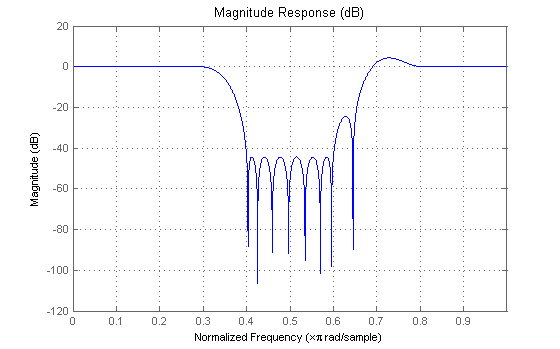 Magnitude Response (dB)
20
0
-20
-40
-60
-80
-100
-120
Magnitude (dB)
0 0.1 0.2 0.3 0.4 0.5 0.6 0.7 0.8 0.9
Normalized Frequency (×π rad/sample)